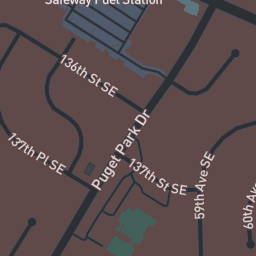 Safeway Fuel Station
136th St SE
Puget Park Dr
137th Pl SE
137th St SE
59th Ave SE
60th Av